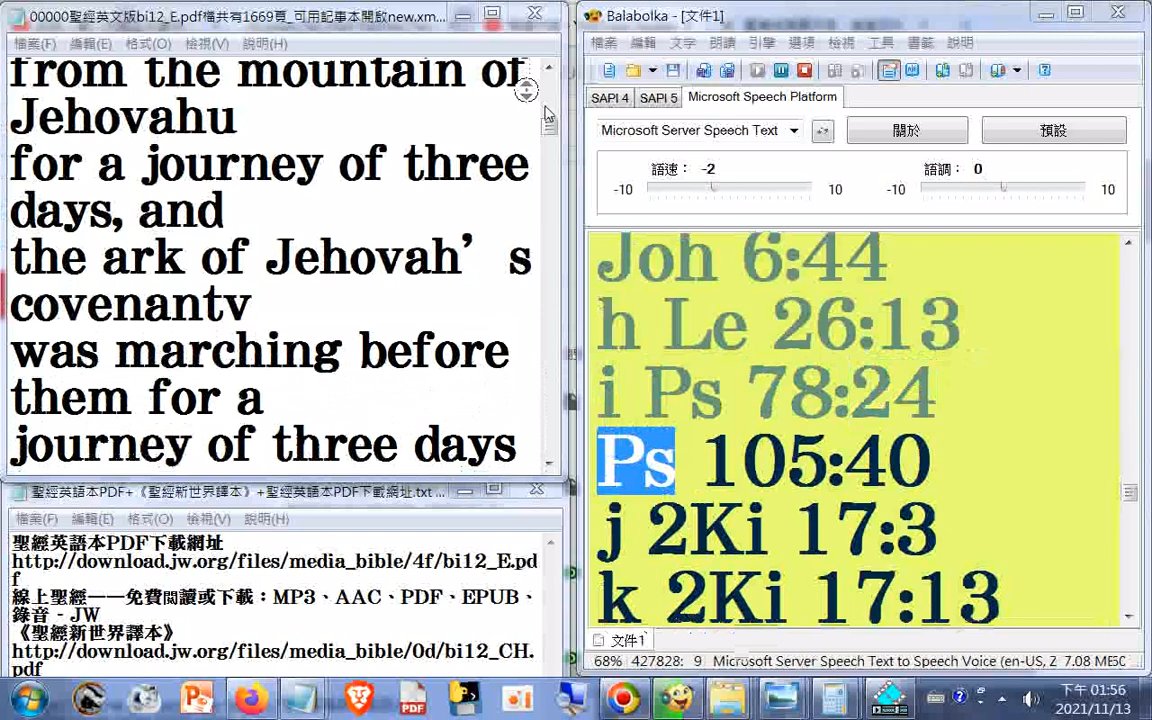 00000聖經英文版bi12_E.pdf檔共有1669頁_可用記事本開啟new.xm...
檔案(F) 編輯(E) 格式(O) 檢視(V) 說明(H)
from the mountain of
Jehovahu
for a journey of three
days, and
the ark of Jehovah’s
covenantv
was marching before
them for a
journey of three days
聖經英語本PDF+《聖經新世界譯本》+聖經英語本PDF下載網址.txt ...
檔案(F) 編輯(E) 格式(O) 檢視(V) 說明(H)
聖經英語本PDF下載網址
http://download.jw.org/files/media_bible/4f/bi12_E.pd
f
線上聖經——免費閱讀或下載：MP3、AAC、PDF、EPUB、
錄音 - JW
《聖經新世界譯本》
http://download.jw.org/files/media_bible/0d/bi12_CH.
pdf
Balabolka - [文件1]
檔案 編輯 文字 朗讀 引擎 選項 檢視 工具 書籤 說明
SAPI 4 SAPI 5 Microsoft Speech Platform
Microsoft Server Speech Text 關於 預設
語速： -2 語調： 0
-10 10 -10 10
Joh 6:44
h Le 26:13
i Ps 78:24
Ps 105:40
j 2Ki 17:3
k 2Ki 17:13
文件1
68% 427828: 9 Microsoft Server Speech Text to Speech Voice (en-US, Z 7.08 ME5C
PDF
下午 01:56
2021/11/13